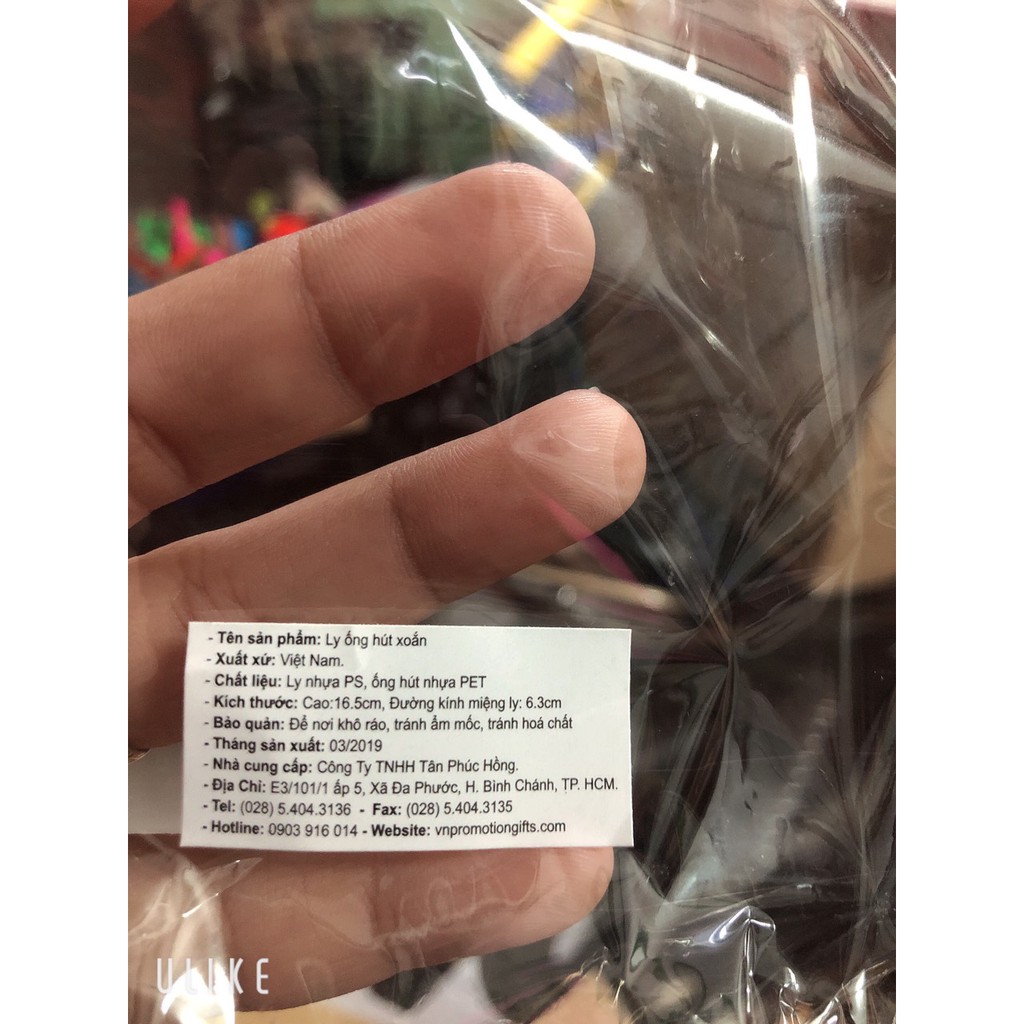 - Tên sản phẩm: Ly ống hút xoắn
- Xuất xứ: Việt Nam.
- Chất liệu: Ly nhựa PS, ống hút nhựa PET
- Kích thước: Cao:16.5cm, Đường kính miệng ly: 6.3cm
- Bảo quản: Để nơi khô ráo, tránh ẩm mốc, tránh hoá chất
- Tháng sản xuất: 03/2019
- Nhà cung cấp: Công Ty TNHH Tân Phúc Hồng.
- Địa Chỉ: E3/101/1 ấp 5, Xã Đa Phước, H. Bình Chánh, TP. HCM.
- Tel: (028) 5.404.3136 - Fax: (028) 5.404.3135
- Hotline: 0903 916 014 - Website: vnpromotiongifts.com
ULIKE